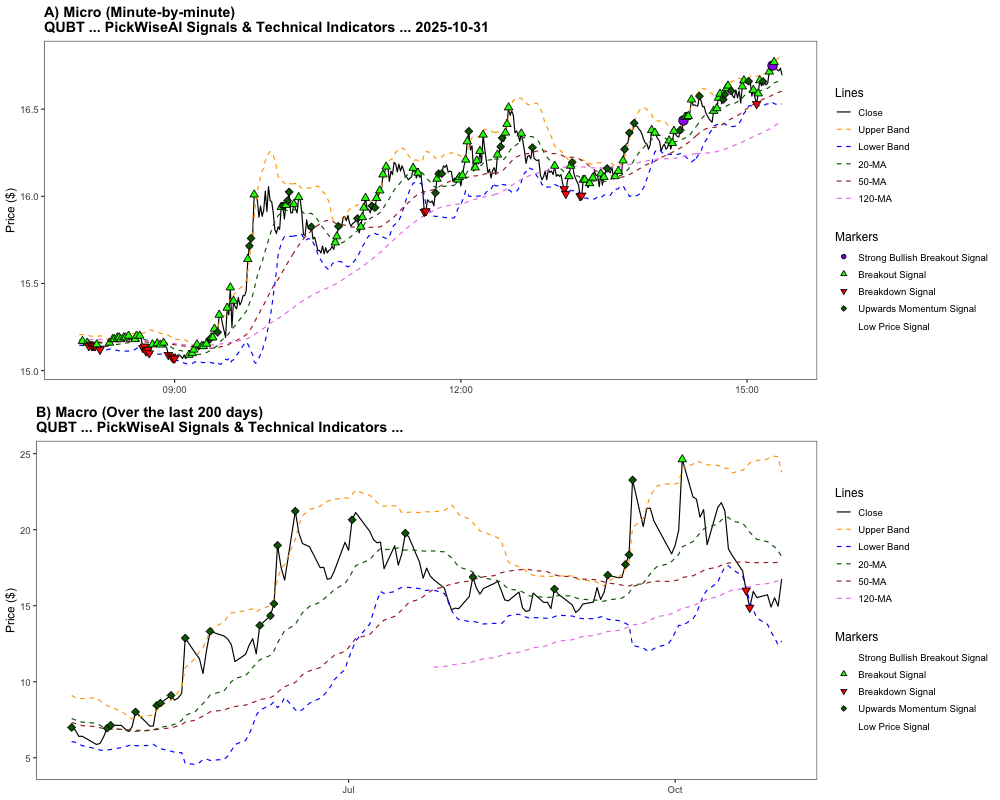 A) Micro (Minute-by-minute)
QUBT ... PickWiseAI Signals & Technical Indicators ... 2025-10-31
Price ($)
16.5
16.0
15.5
15.0
09:00
12:00
15:00
Lines
Close
Upper Band
Lower Band
20-MA
50-MA
120-MA
Markers
Strong Bullish Breakout Signal
Breakout Signal
Breakdown Signal
Upwards Momentum Signal
Low Price Signal
B) Macro (Over the last 200 days)
QUBT ... PickWiseAI Signals & Technical Indicators ...
Price ($)
25
20
15
10
5
Jul
Oct
Lines
Close
Upper Band
Lower Band
20-MA
50-MA
120-MA
Markers
Strong Bullish Breakout Signal
Breakout Signal
Breakdown Signal
Upwards Momentum Signal
Low Price Signal